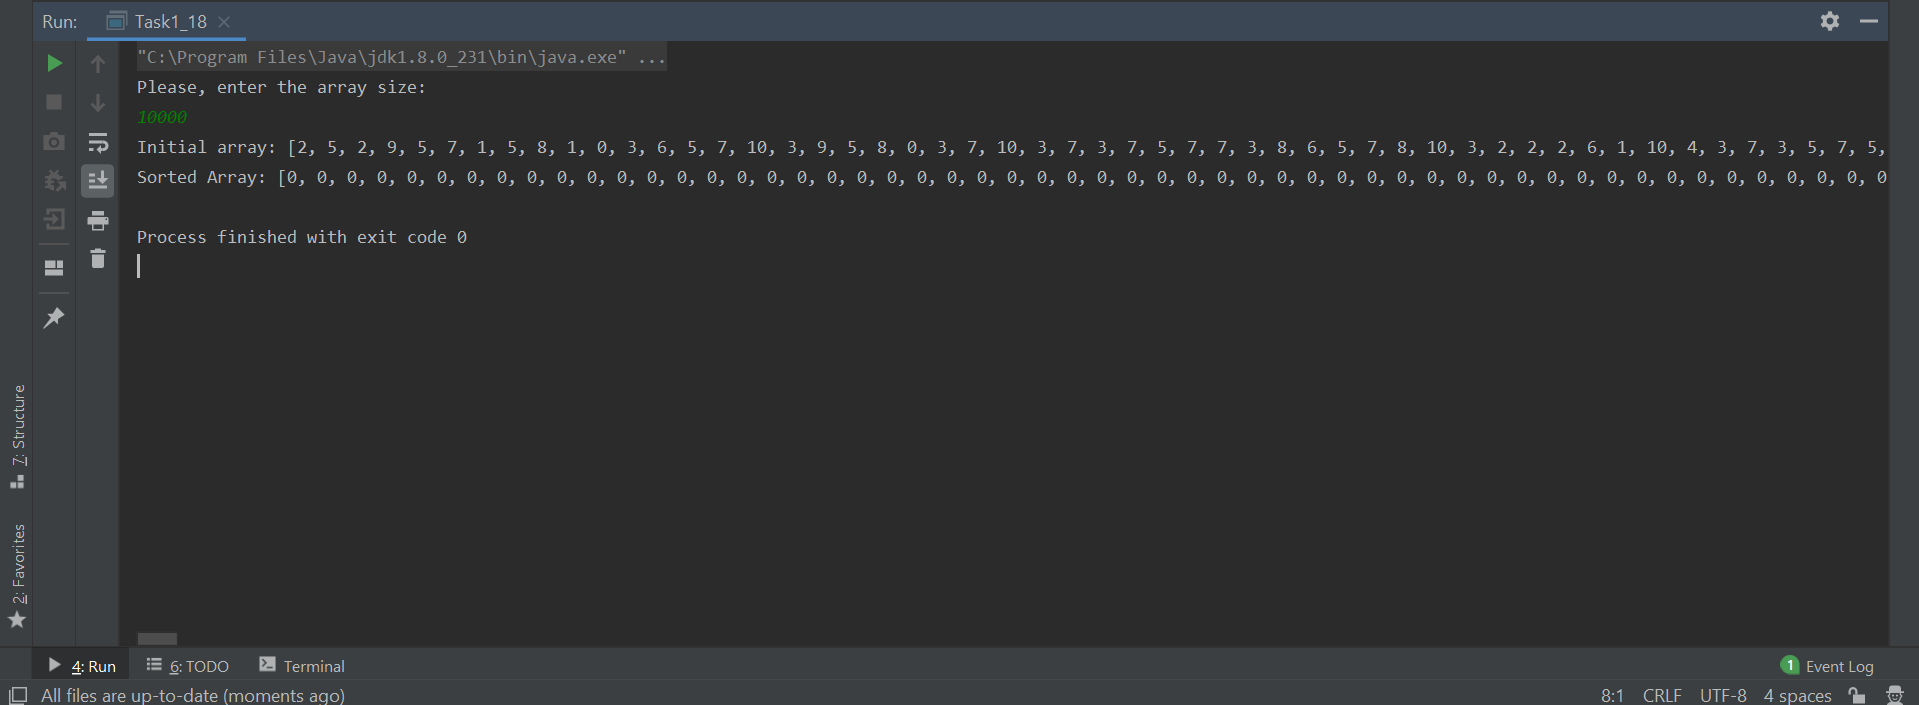 Run: Task1_18
"C:\Program Files\Java\jdk1.8.0_231\bin\java.exe" ...
Please, enter the array size:
10000
Initial array: [2, 5, 2, 9, 5, 7, 1, 5, 8, 1, 0, 3, 6, 5, 7, 10, 3, 9, 5, 8, 0, 3, 7, 10, 3, 7, 3, 7, 5, 7, 7, 3, 8, 6, 5, 7, 8, 10, 3, 2, 2, 2, 6, 1, 10, 4, 3, 7, 3, 5, 7, 5,
Sorted Array: [0, 0, 0, 0, 0, 0, 0, 0, 0, 0, 0, 0, 0, 0, 0, 0, 0, 0, 0, 0, 0, 0, 0, 0, 0, 0, 0, 0, 0, 0, 0, 0, 0, 0, 0, 0, 0, 0, 0, 0, 0, 0, 0, 0, 0, 0, 0, 0, 0, 0, 0, 0, 0, 0
Process finished with exit code 0
7: Structure
2: Favorites
4: Run 6: TODO Terminal 1 Event Log
All files are up-to-date (moments ago) 8:1 CRLF UTF-8 4 spaces